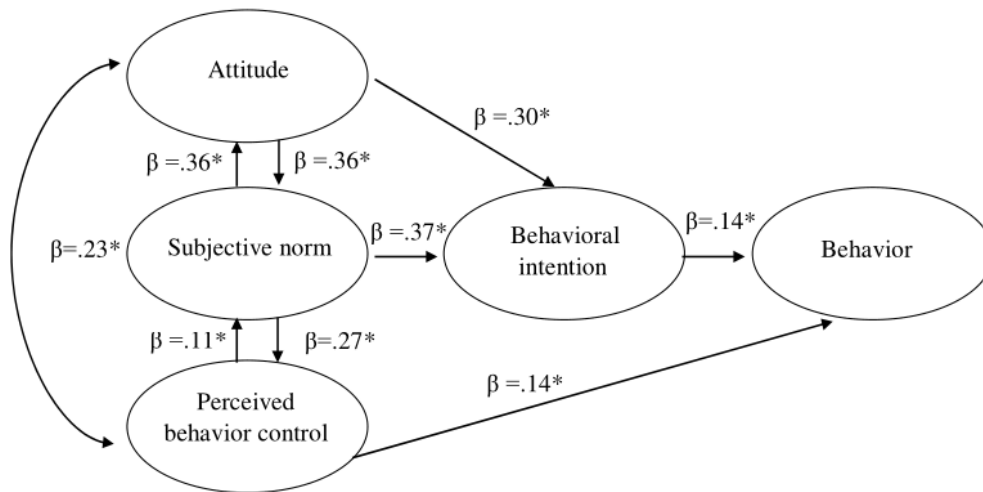 Attitude
β =.30*
β =.36*
β =.36*
β=.23*
Subjective norm
β =.37*
Behavioral
intention
β=.14*
Behavior
β =.11*
β=.27*
Perceived
behavior control
β =.14*